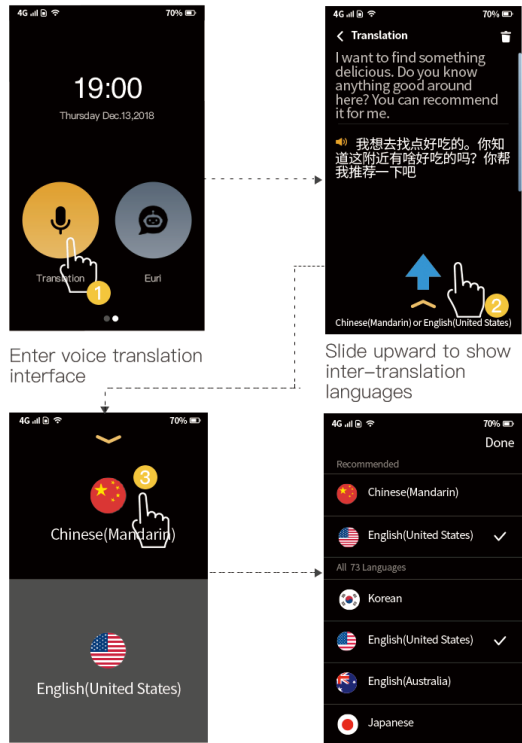 4G 70%
19:00
Thursday Dec.13,2018
Translation
Euri
1
Enter voice translation
interface
4G 70%
Translation
I want to find something
delicious. Do you know
anything good around
here? You can recommend
it for me.
我想去找点好吃的。你知
道这附近有啥好吃的吗？你帮
我推荐一下吧
2
Chinese(Mandarin) or English(United States)
Slide upward to show
inter-translation
languages
4G 70%
3
Chinese(Mandarin)
English(United States)
4G 70%
Done
Recommended
Chinese(Mandarin)
English(United States)
All 73 Languages
Korean
English(United States)
English(Australia)
Japanese